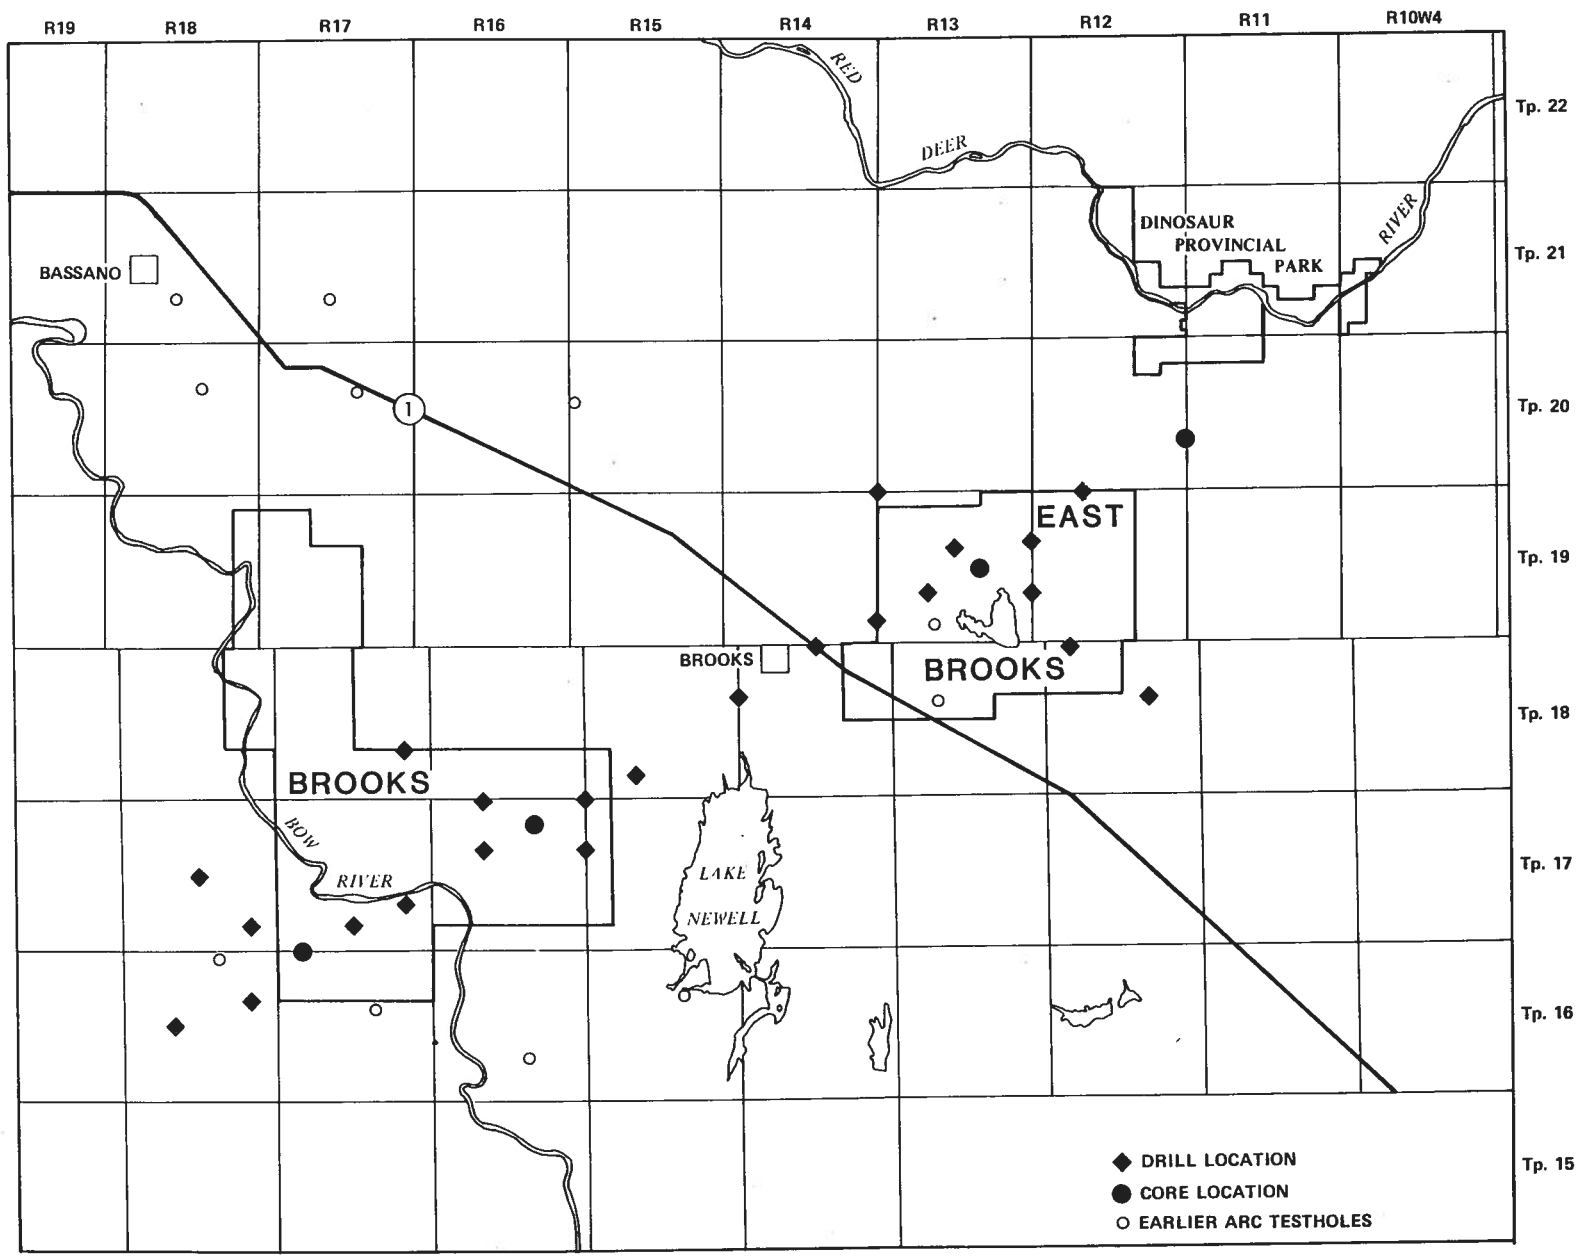 R19 R18 R17 R16 R15 R14 R13 R12 R11 R10W4
RED
DEER
RIVER
Tp. 22
DINOSAUR
PROVINCIAL
PARK
Tp. 21
BASSANO
1
Tp. 20
EAST
Tp. 19
BROOKS
BROOKS
Tp. 18
BROOKS
BOW
RIVER
LAKE
NEWELL
Tp. 17
Tp. 16
DRILL LOCATION
CORE LOCATION
EARLIER ARC TESTHOLES
Tp. 15